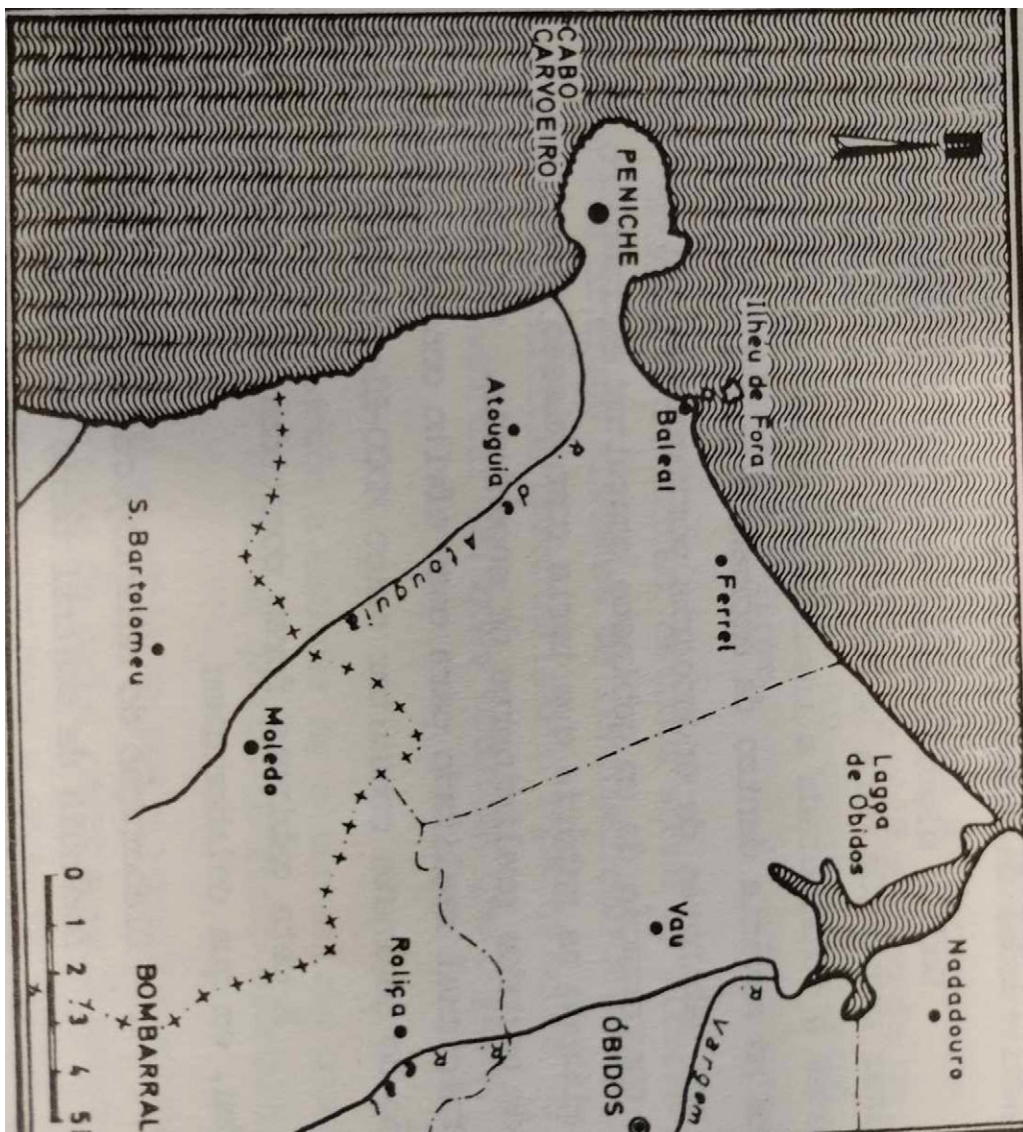 CABO
CARVOEIRO
PENICHE
Ilhéu de Fora
Baleal
Ferrel
Atouguia
Atouguia
Lagoa
de Óbidos
Nadadouro
Vau
S. Bartolomeu
Moledo
Roliça
ÓBIDOS
Vargem
BOMBARRAL
0 1 2 3 4 5